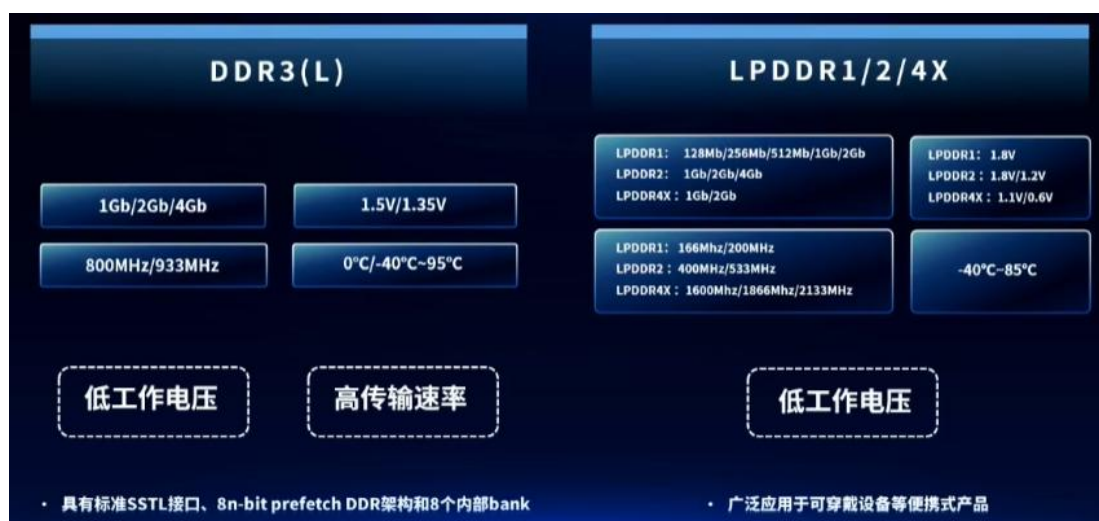 DDR3(L)
1Gb/2Gb/4Gb
1.5V/1.35V
800MHz/933MHz
0℃/-40℃~95℃
低工作电压
高传输速率
· 具有标准SSTL接口、8n-bit prefetch DDR架构和8个内部bank
LPDDR1/2/4X
LPDDR1: 128Mb/256Mb/512Mb/1Gb/2Gb
LPDDR2: 1Gb/2Gb/4Gb
LPDDR4X: 1Gb/2Gb
LPDDR1: 1.8V
LPDDR2: 1.8V/1.2V
LPDDR4X: 1.1V/0.6V
LPDDR1: 166Mhz/200MHz
LPDDR2: 400MHz/533MHz
LPDDR4X: 1600Mhz/1866Mhz/2133MHz
-40℃~85℃
低工作电压
· 广泛应用于可穿戴设备等便携式产品